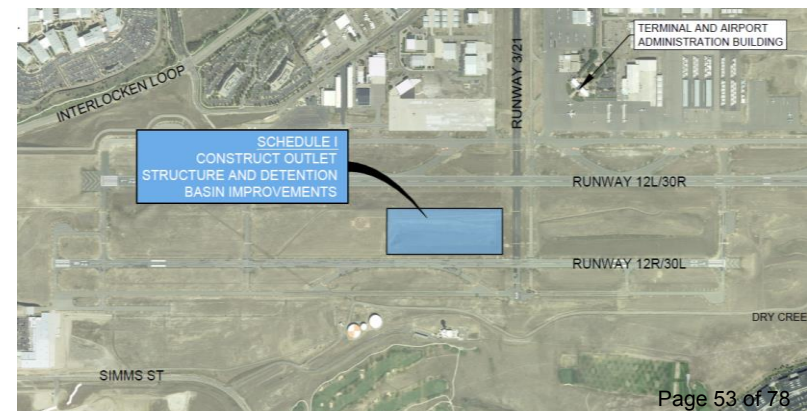 TERMINAL AND AIRPORT
ADMINISTRATION BUILDING
INTERLOCKEN LOOP
RUNWAY 3/21
SCHEDULE I
CONSTRUCT OUTLET
STRUCTURE AND DETENTION
BASIN IMPROVEMENTS
RUNWAY 12L/30R
RUNWAY 12R/30L
DRY CREE
SIMMS ST
Page 53 of 78